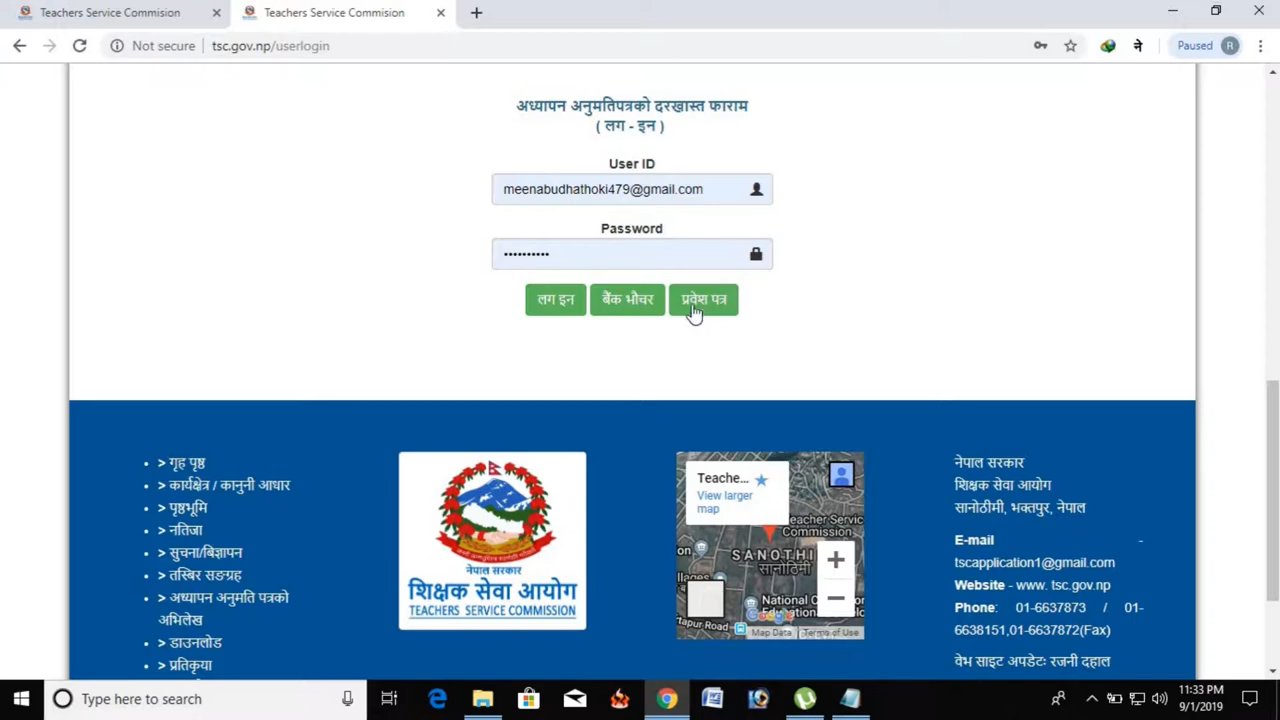 Teachers Service Commision
Teachers Service Commision
Not secure
tsc.gov.np/userlogin
Paused
R
ने
अध्यापन अनुमतिपत्रको दरखास्त फाराम
( लग - इन )
User ID
meenabudhathoki479@gmail.com
Password
••••••••••
लग इन
बैंक भौचर
प्रवेश पत्र
> गृह पृष्ठ
> कार्यक्षेत्र / कानुनी आधार
> पृष्ठभूमि
> नतिजा
> सुचना/बिज्ञापन
> तस्बिर सङग्रह
> अध्यापन अनुमति पत्रको
अभिलेख
> डाउनलोड
> प्रतिकृया
नेपाल सरकार
शिक्षक सेवा आयोग
TEACHERS SERVICE COMMISSION
Teache...
View larger
map
eacher Servic
Commission
SANOTHI
सानोठिमी
National C
Map Data
Terms of Use
नेपाल सरकार
शिक्षक सेवा आयोग
सानोठीमी, भक्तपुर, नेपाल
E-mail -
tscapplication1@gmail.com
Website - www. tsc.gov.np
Phone: 01-6637873 / 01-
6638151,01-6637872(Fax)
वेभ साइट अपडेटः रजनी दहाल
Type here to search
11:33 PM
9/1/2019